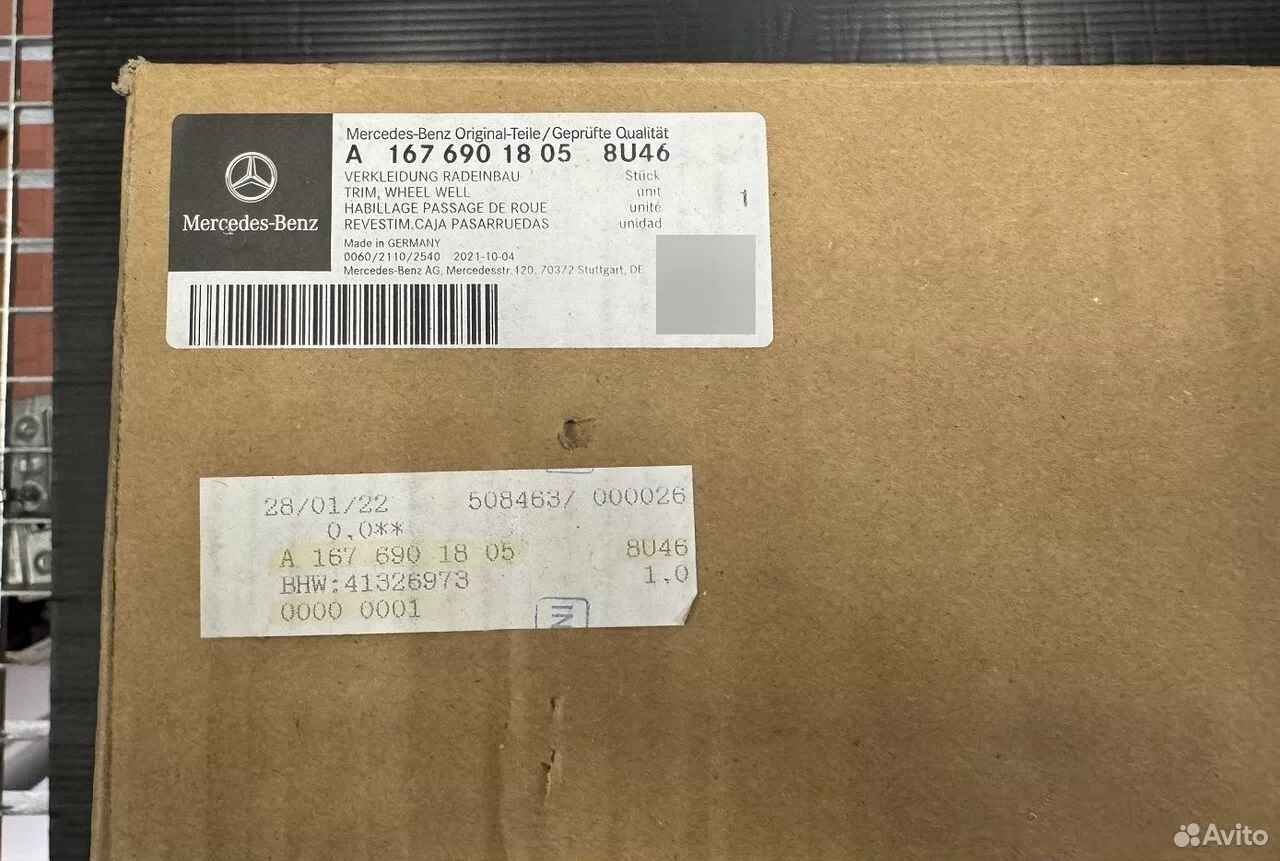 Mercedes-Benz
Mercedes-Benz Original-Teile/Geprüfte Qualität
A 167 690 18 05 8U46
VERKLEIDUNG RADEINBAU Stück
TRIM, WHEEL WELL unit 1
HABILLAGE PASSAGE DE ROUE unité
REVESTIM.CAJA PASARRUEDAS unidad
Made in GERMANY
0060/2110/2540 2021-10-04
Mercedes-Benz AG, Mercedesstr.120, 70372 Stuttgart, DE
28/01/22 508463/ 000026
0.0**
A 167 690 18 05 8U46
BHW:41326973 1.0
0000 0001
Avito